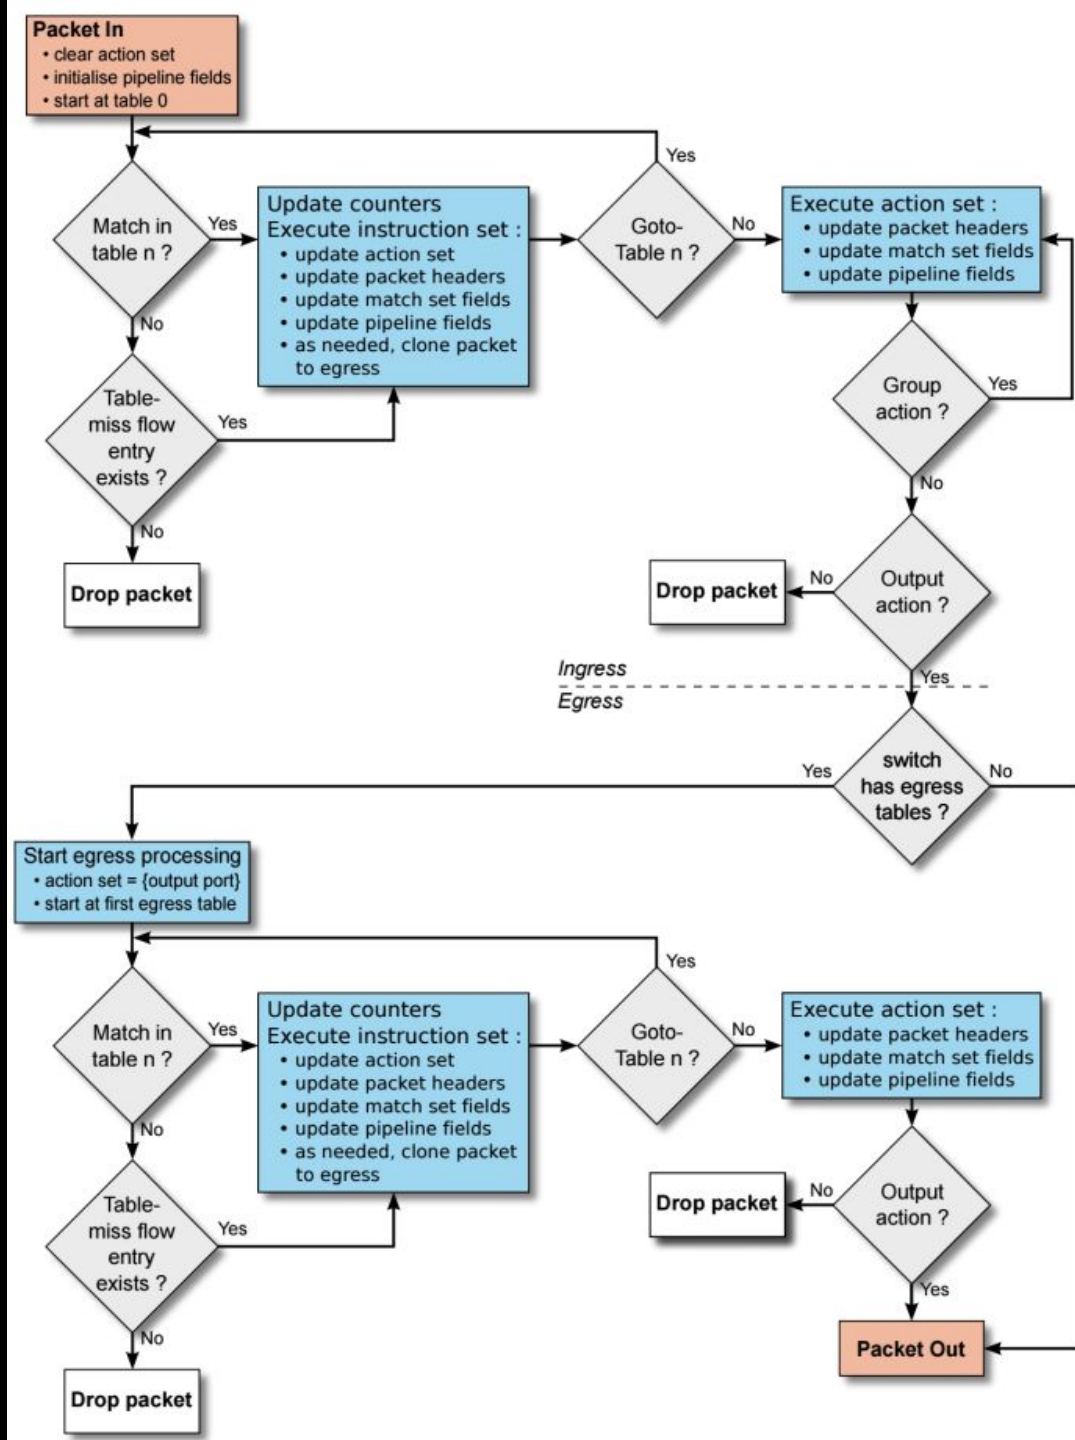 Packet In
• clear action set
• initialise pipeline fields
• start at table 0
Yes
Match in
table n ?
Yes
Update counters
Execute instruction set :
• update action set
• update packet headers
• update match set fields
• update pipeline fields
• as needed, clone packet
to egress
Goto-
Table n ?
No
Execute action set :
• update packet headers
• update match set fields
• update pipeline fields
No
Table-
miss flow
entry
exists ?
Yes
Group
action ?
Yes
No
No
Drop packet
Output
action ?
No
Drop packet
Yes
Ingress
Egress
switch
has egress
tables ?
Yes
No
Start egress processing
• action set = {output port}
• start at first egress table
Yes
Match in
table n ?
Yes
Update counters
Execute instruction set :
• update action set
• update packet headers
• update match set fields
• update pipeline fields
• as needed, clone packet
to egress
Goto-
Table n ?
No
Execute action set :
• update packet headers
• update match set fields
• update pipeline fields
No
Table-
miss flow
entry
exists ?
Yes
Output
action ?
No
Drop packet
Yes
Packet Out
No
Drop packet